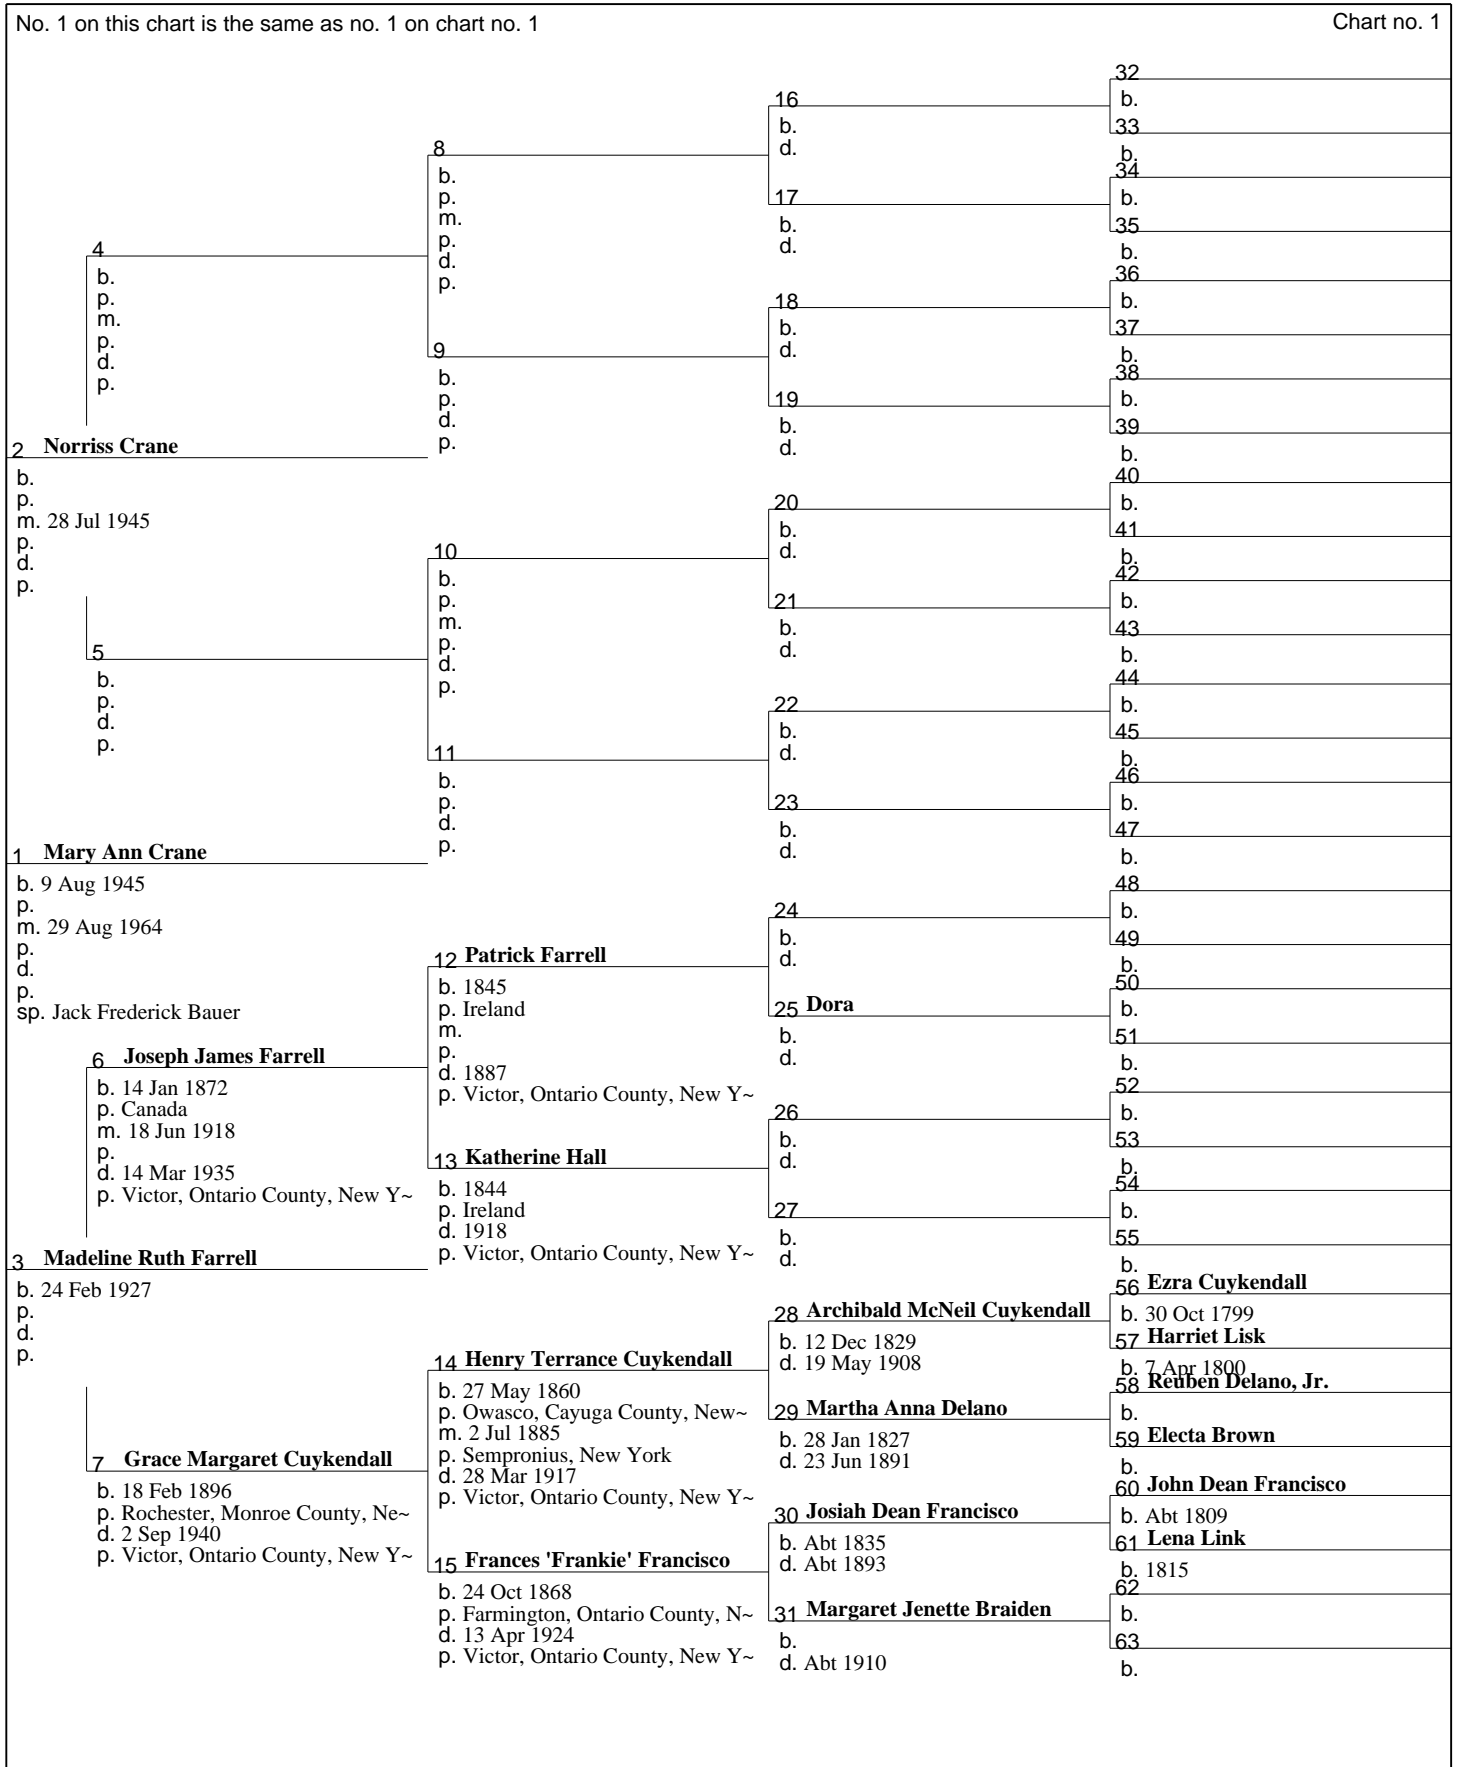 No. 1 on this chart is the same as no. 1 on chart no. 1
Chart no. 1
2 Norriss Crane
b.
p.
m. 28 Jul 1945
p.
d.
p.
1 Mary Ann Crane
b. 9 Aug 1945
p.
m. 29 Aug 1964
p.
d.
p.
sp. Jack Frederick Bauer
3 Madeline Ruth Farrell
b. 24 Feb 1927
p.
d.
p.
4
b.
p.
m.
p.
d.
p.
5
b.
p.
d.
p.
6 Joseph James Farrell
b. 14 Jan 1872
p. Canada
m. 18 Jun 1918
p.
d. 14 Mar 1935
p. Victor, Ontario County, New Y~
7 Grace Margaret Cuykendall
b. 18 Feb 1896
p. Rochester, Monroe County, Ne~
d. 2 Sep 1940
p. Victor, Ontario County, New Y~
8
b.
p.
m.
p.
d.
p.
9
b.
p.
d.
p.
10
b.
p.
m.
p.
d.
p.
11
b.
p.
d.
p.
12 Patrick Farrell
b. 1845
p. Ireland
m.
p.
d. 1887
p. Victor, Ontario County, New Y~
13 Katherine Hall
b. 1844
p. Ireland
d. 1918
p. Victor, Ontario County, New Y~
14 Henry Terrance Cuykendall
b. 27 May 1860
p. Owasco, Cayuga County, New~
m. 2 Jul 1885
p. Sempronius, New York
d. 28 Mar 1917
p. Victor, Ontario County, New Y~
15 Frances 'Frankie' Francisco
b. 24 Oct 1868
p. Farmington, Ontario County, N~
d. 13 Apr 1924
p. Victor, Ontario County, New Y~
16
b.
d.
17
b.
d.
18
b.
d.
19
b.
d.
20
b.
d.
21
b.
d.
22
b.
d.
23
b.
d.
24
b.
d.
25 Dora
b.
d.
26
b.
d.
27
b.
d.
28 Archibald McNeil Cuykendall
b. 12 Dec 1829
d. 19 May 1908
29 Martha Anna Delano
b. 28 Jan 1827
d. 23 Jun 1891
30 Josiah Dean Francisco
b. Abt 1835
d. Abt 1893
31 Margaret Jenette Braiden
b.
d. Abt 1910
32
b.
33
b.
34
b.
35
b.
36
b.
37
b.
38
b.
39
b.
40
b.
41
b.
42
b.
43
b.
44
b.
45
b.
46
b.
47
b.
48
b.
49
b.
50
b.
51
b.
52
b.
53
b.
54
b.
55
b.
56 Ezra Cuykendall
b. 30 Oct 1799
57 Harriet Lisk
b. 7 Apr 1800
58 Reuben Delano, Jr.
b.
59 Electa Brown
b.
60 John Dean Francisco
b. Abt 1809
61 Lena Link
b. 1815
62
b.
63
b.